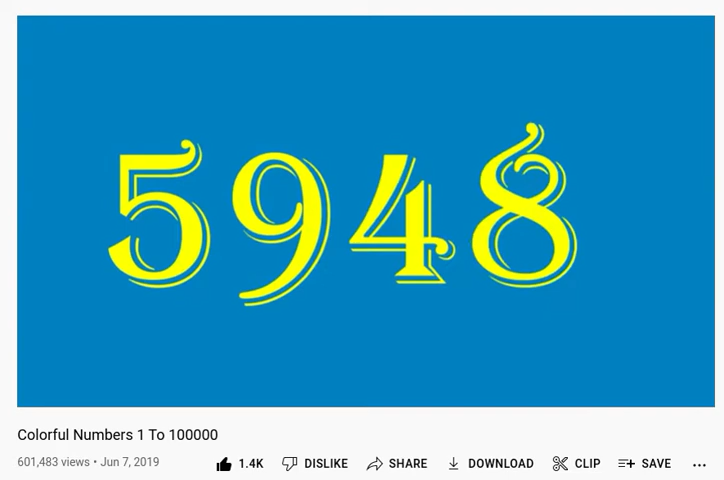 5948
Colorful Numbers 1 To 100000
601,483 views • Jun 7, 2019 1.4K DISLIKE SHARE DOWNLOAD CLIP SAVE ...